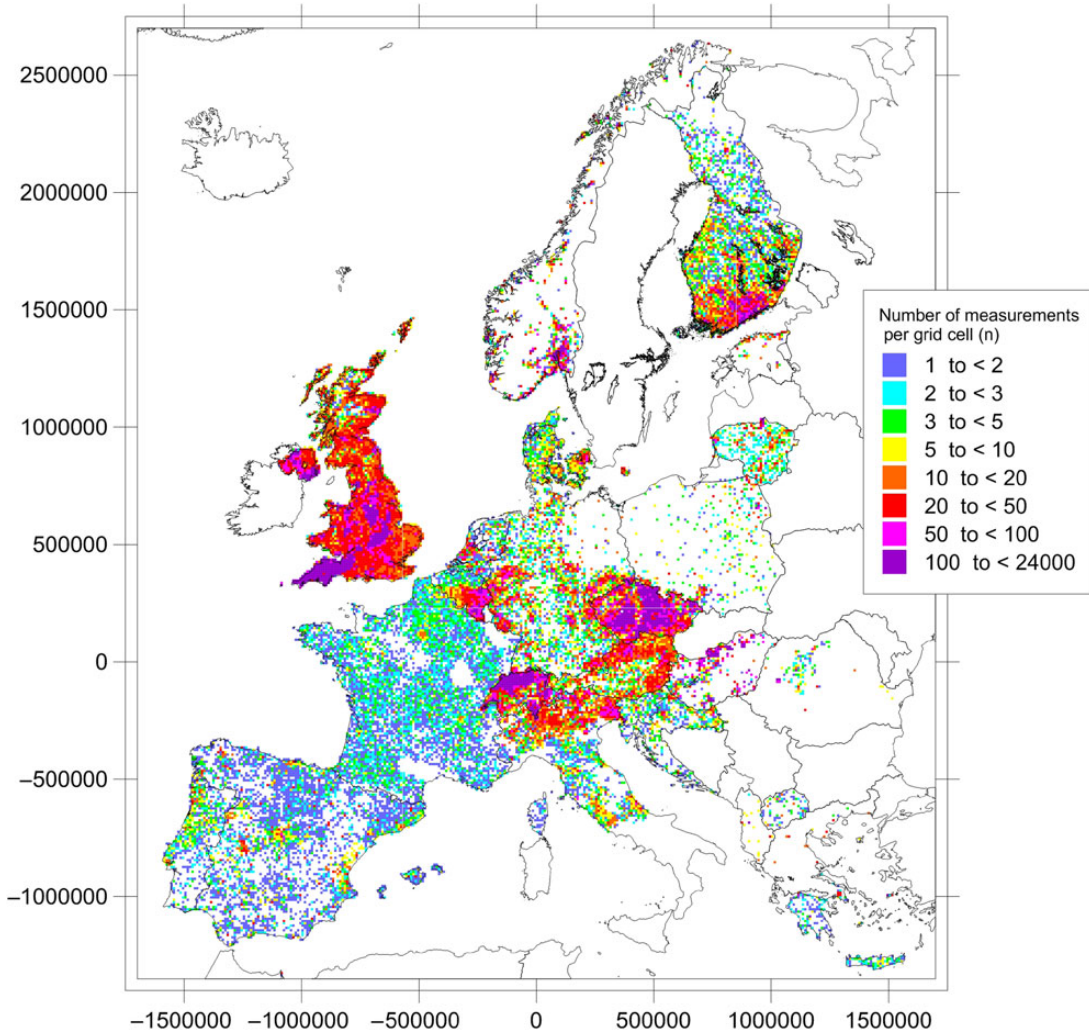 2500000
2000000
1500000
1000000
500000
0
−500000
−1000000
Number of measurements
per grid cell (n)
1 to < 2
2 to < 3
3 to < 5
5 to < 10
10 to < 20
20 to < 50
50 to < 100
100 to < 24000
−1500000 −1000000 −500000 0 500000 1000000 1500000